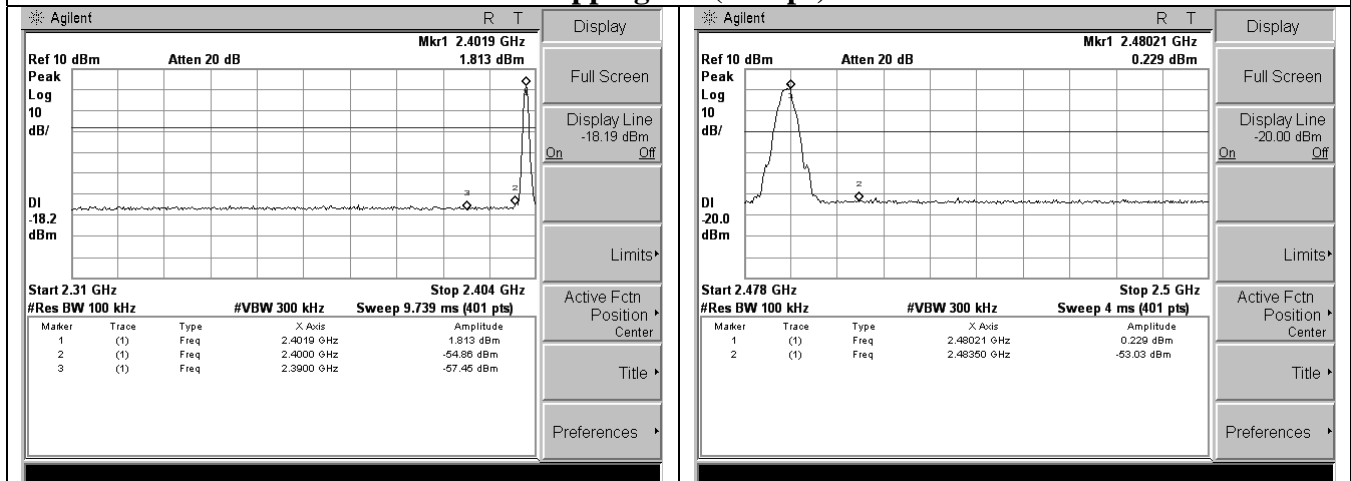 Agilent R T
Mkr1 2.4019 GHz
Ref 10 dBm Atten 20 dB 1.813 dBm
Peak
Log
10
dB/
3
2
DI
-18.2
dBm
Start 2.31 GHz Stop 2.404 GHz
#Res BW 100 kHz #VBW 300 kHz Sweep 9.739 ms (401 pts)
Marker Trace Type X Axis Amplitude
1 (1) Freq 2.4019 GHz 1.813 dBm
2 (1) Freq 2.4000 GHz -54.86 dBm
3 (1) Freq 2.3900 GHz -57.45 dBm
Display
Full Screen
Display Line
-18.19 dBm
On Off
Limits
Active Fctn
Position
Center
Title
Preferences
Agilent R T
Mkr1 2.48021 GHz
Ref 10 dBm Atten 20 dB 0.229 dBm
Peak
Log
10
dB/
2
DI
-20.0
dBm
Start 2.478 GHz Stop 2.5 GHz
#Res BW 100 kHz #VBW 300 kHz Sweep 4 ms (401 pts)
Marker Trace Type X Axis Amplitude
1 (1) Freq 2.48021 GHz 0.229 dBm
2 (1) Freq 2.48350 GHz -53.03 dBm
Display
Full Screen
Display Line
-20.00 dBm
On Off
Limits
Active Fctn
Position
Center
Title
Preferences